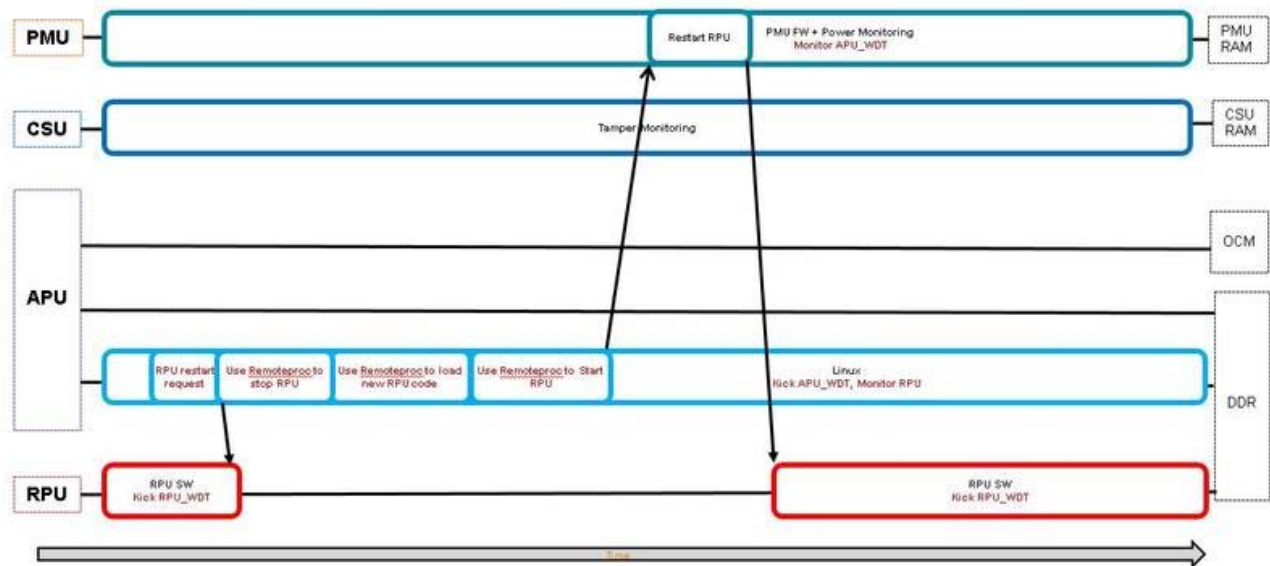 PMU
Restart RPU
PMU FW + Power Monitoring
Monitor APU_WDT
PMU
RAM
CSU
Tamper Monitoring
CSU
RAM
APU
OCM
RPU restart
request
Use Remoteproc to
stop RPU
Use Remoteproc to load
new RPU code
Use Remoteproc to Start
RPU
Linux
Kick APU_WDT, Monitor RPU
DDR
RPU
RPU SW
Kick RPU_WDT
RPU SW
Kick RPU_WDT
Time